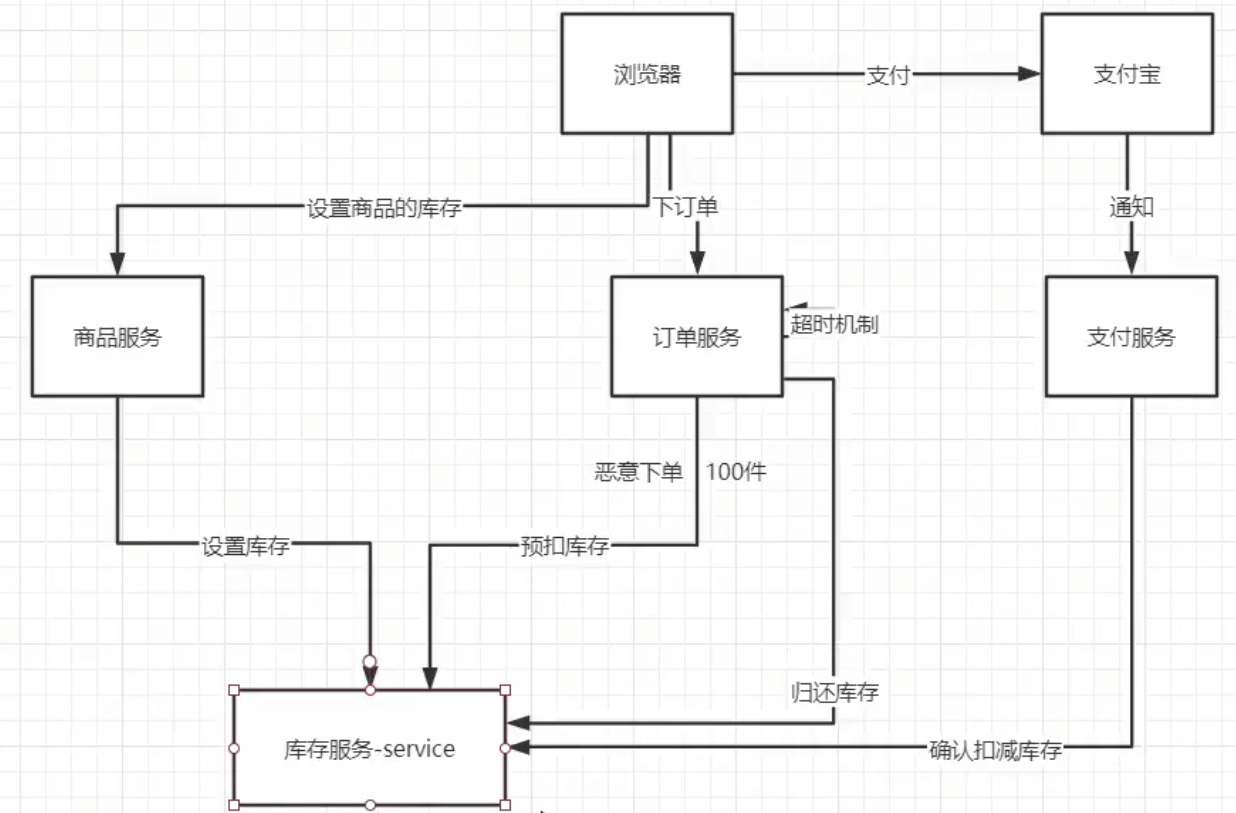 浏览器
支付
支付宝
设置商品的库存
下订单
通知
商品服务
订单服务
超时机制
支付服务
恶意下单
100件
设置库存
预扣库存
归还库存
库存服务-service
确认扣减库存